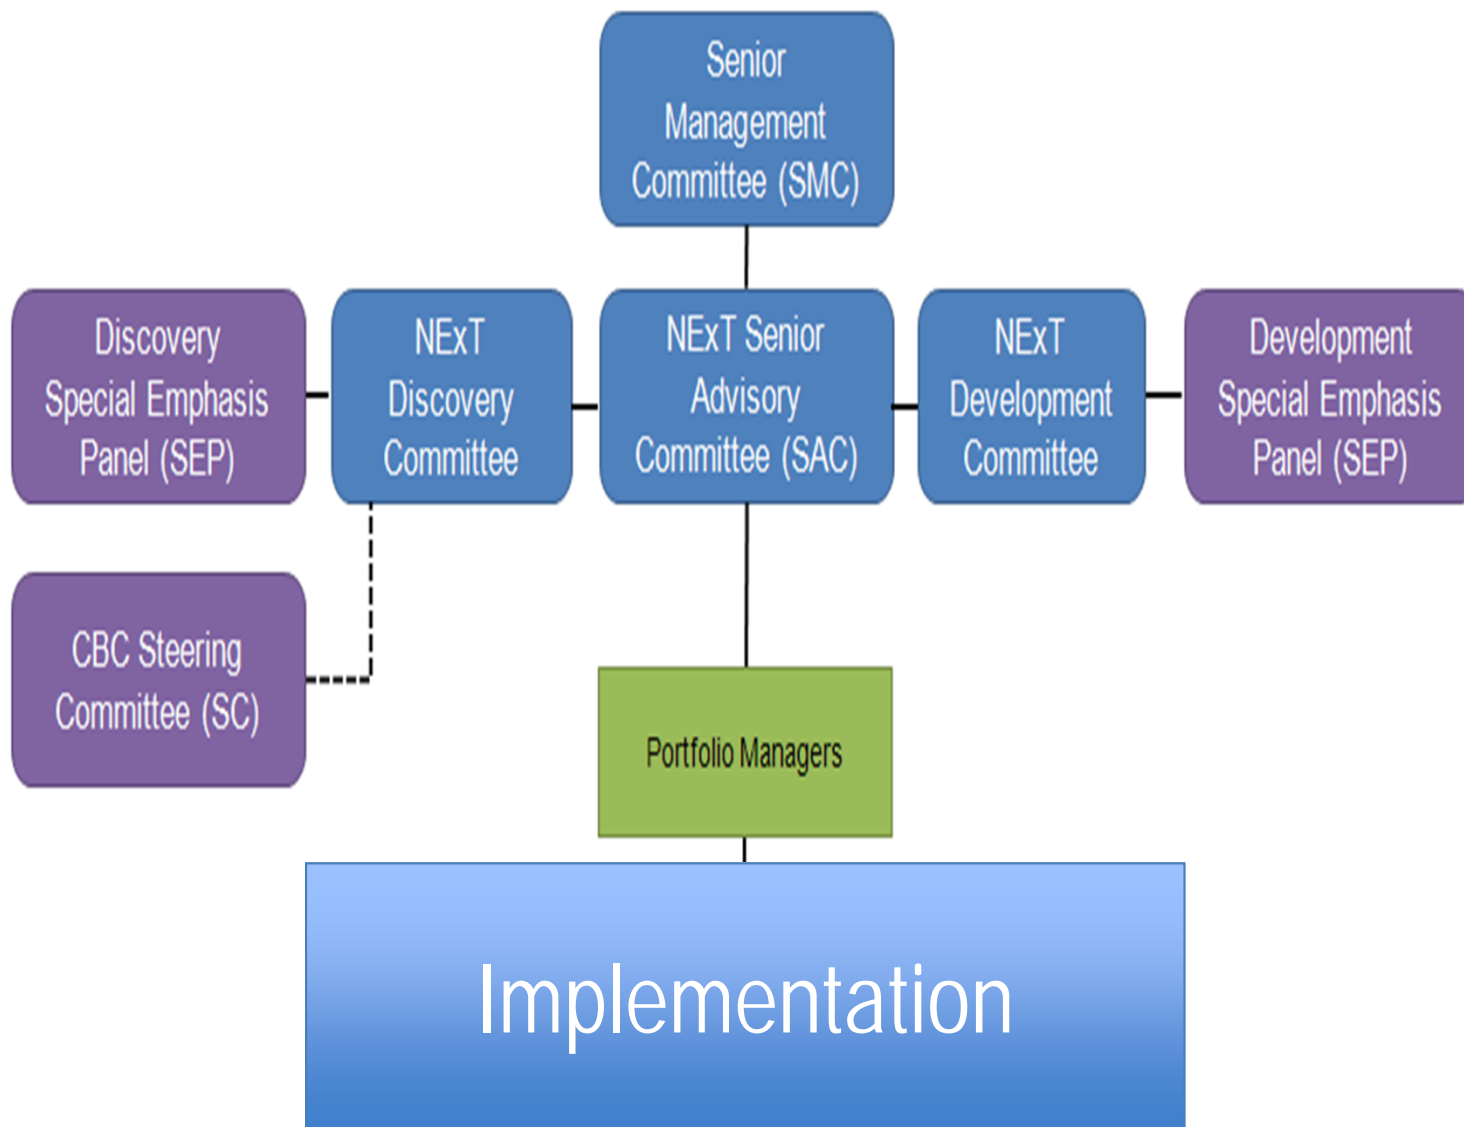 Senior
Management
Committee (SMC)
Discovery
Special Emphasis
Panel (SEP)
NExT
Discovery
Committee
NExT Senior
Advisory
Committee (SAC)
NExT
Development
Committee
Development
Special Emphasis
Panel (SEP)
CBC Steering
Committee (SC)
Portfolio Managers
Implementation